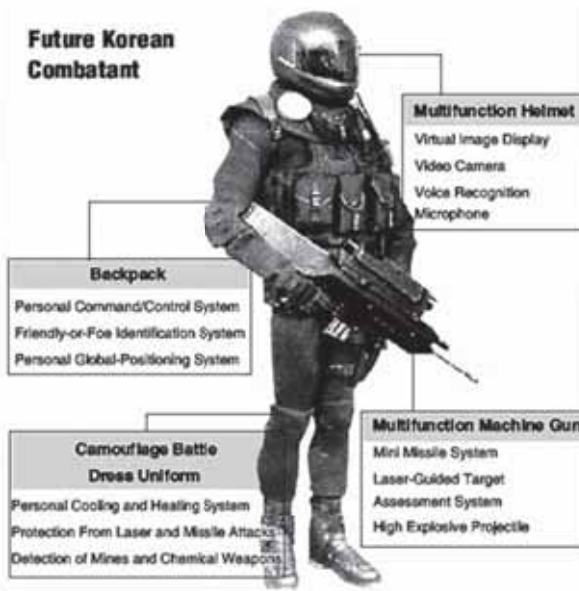 Future Korean
Combatant
Multifunction Helmet
Virtual Image Display
Video Camera
Voice Recognition
Microphone
Backpack
Personal Command/Control System
Friendly-or-Foe Identification System
Personal Global-Positioning System
Camouflage Battle
Dress Uniform
Personal Cooling and Heating System
Protection From Laser and Missile Attacks
Detection of Mines and Chemical Weapons
Multifunction Machine Gun
Mini Missile System
Laser-Guided Target
Assessment System
High Explosive Projectile